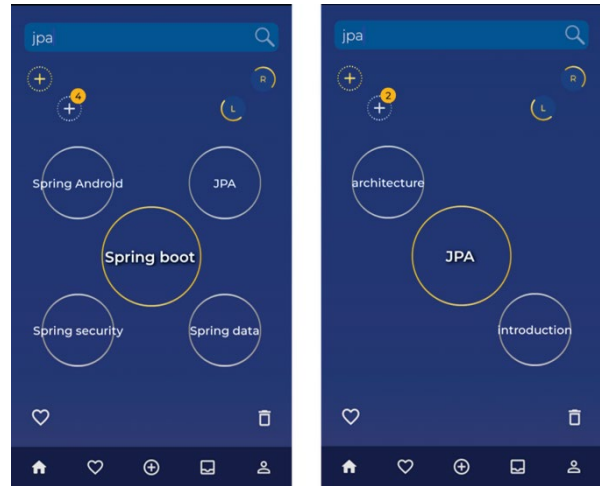 jpa
R
4
L
Spring Android
JPA
Spring boot
Spring security
Spring data
jpa
R
2
L
architecture
JPA
introduction